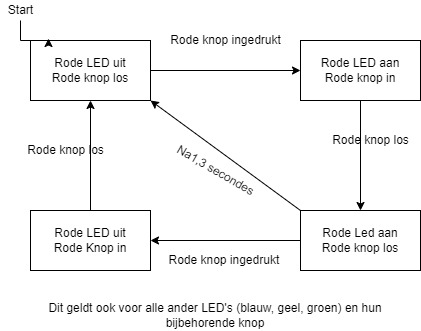 Start
Rode knop ingedrukt
Rode LED uit
Rode knop los
Rode LED aan
Rode knop in
Rode knop los
Rode knop los
Na1,3 secondes
Rode LED uit
Rode Knop in
Rode Led aan
Rode knop los
Rode knop ingedrukt
Dit geldt ook voor alle ander LED's (blauw, geel, groen) en hun
bijbehorende knop